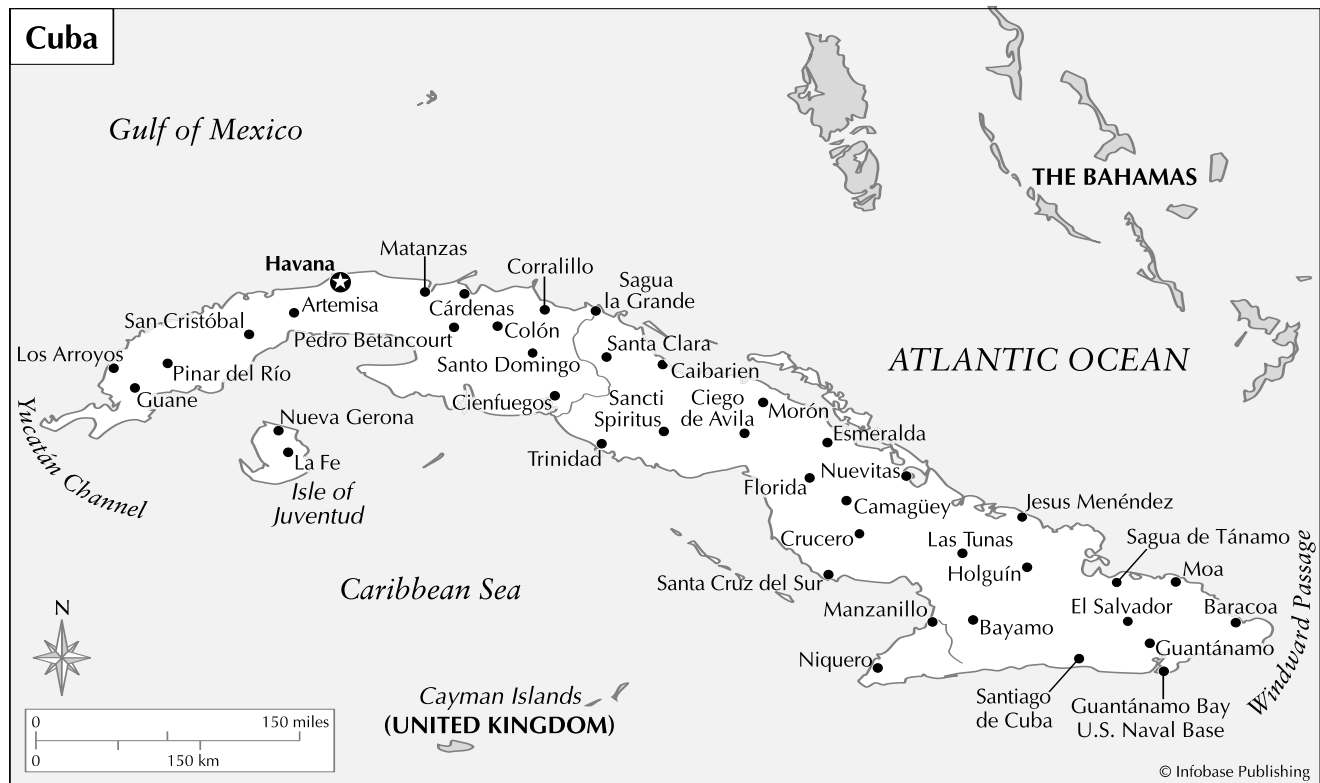 Cuba
Gulf of Mexico
THE BAHAMAS
Matanzas
Havana
Corralillo
Sagua
la Grande
Artemisa
Cárdenas
San Cristóbal
Pedro Betancourt
Colón
Santa Clara
Los Arroyos
Pinar del Río
Santo Domingo
Caibarien
ATLANTIC OCEAN
Guane
Cienfuegos
Sancti
Spiritus
Ciego
de Avila
Morón
Yucatán Channel
Nueva Gerona
Esmeralda
La Fe
Trinidad
Nuevitas
Isle of
Juventud
Florida
Camagüey
Jesus Menéndez
Crucero
Las Tunas
Sagua de Tánamo
Holguín
Moa
Caribbean Sea
Santa Cruz del Sur
Manzanillo
El Salvador
Baracoa
Windward Passage
Bayamo
Guantánamo
Niquero
N
Cayman Islands
(UNITED KINGDOM)
Santiago
de Cuba
Guantánamo Bay
U.S. Naval Base
0 150 miles
0 150 km
© Infobase Publishing